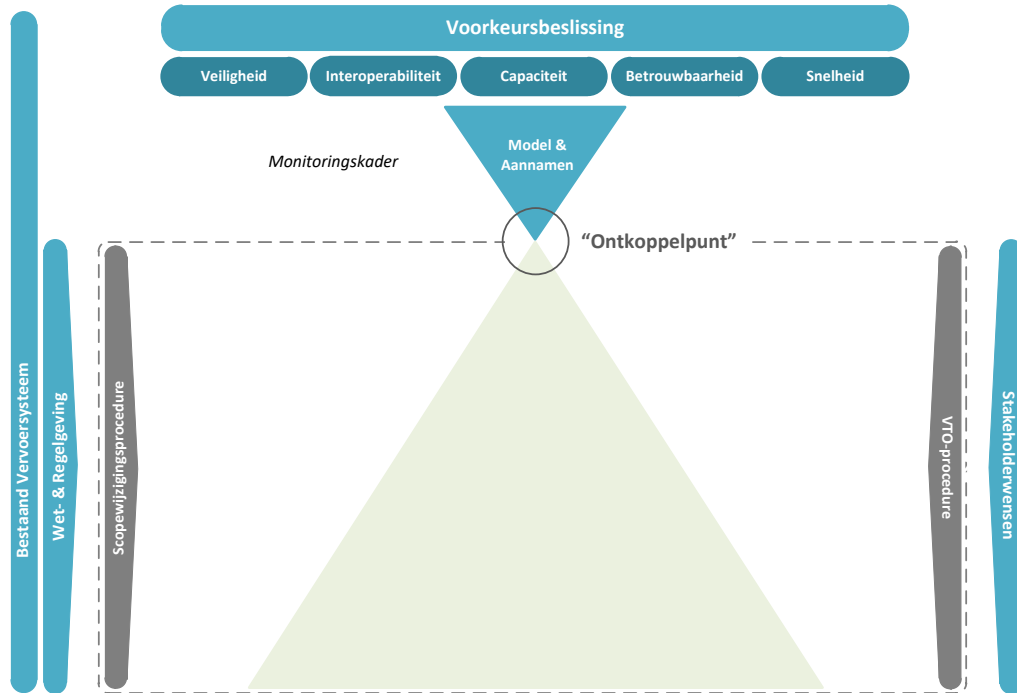 Voorkeursbeslissing
Veiligheid
Interoperabiliteit
Capaciteit
Betrouwbaarheid
Snelheid
Model &
Aannamen
Monitoringskader
“Ontkoppelpunt”
Bestaand Vervoersysteem
Wet- & Regelgeving
Scopewijzigingsprocedure
VTO-procedure
Stakeholderwensen